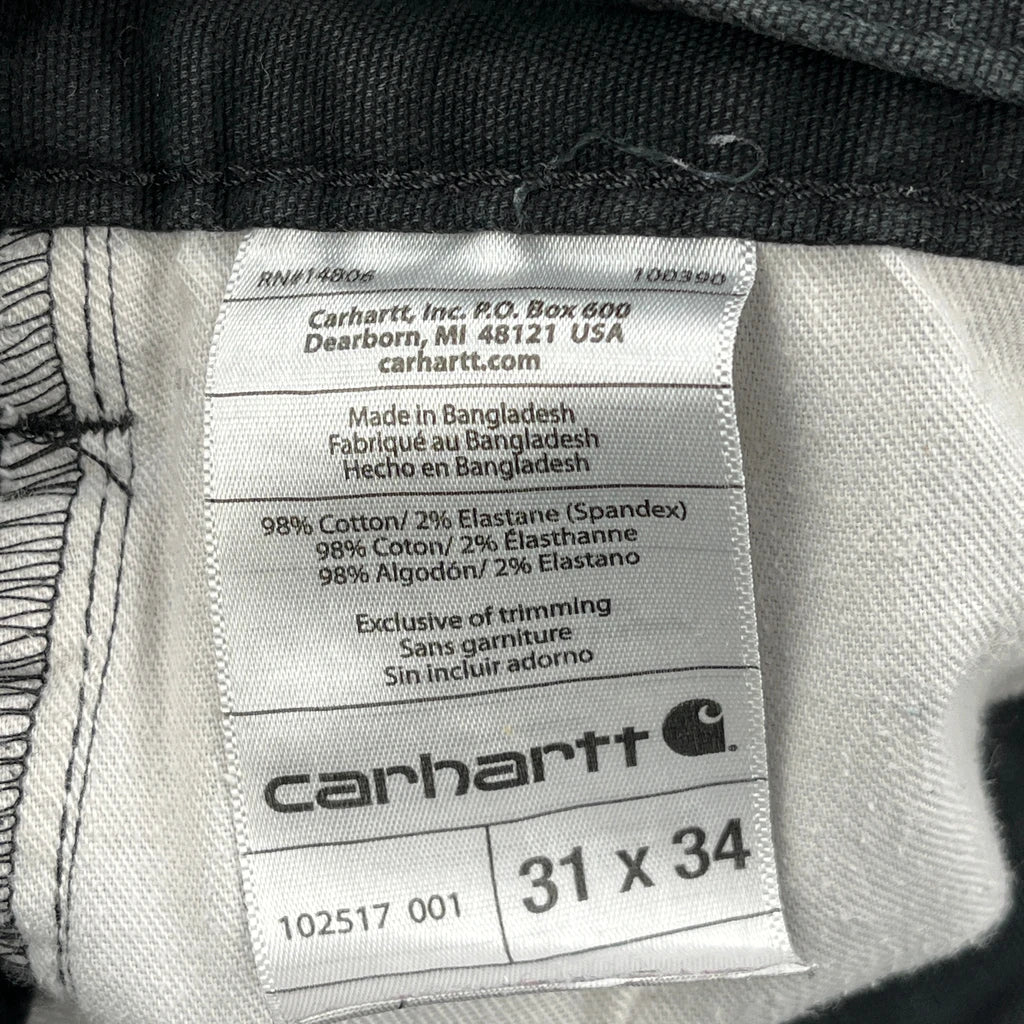 RN#14806 100390
Carhartt, Inc. P.O. Box 600
Dearborn, MI 48121 USA
carhartt.com
Made in Bangladesh
Fabriqué au Bangladesh
Hecho en Bangladesh
98% Cotton/ 2% Elastane (Spandex)
98% Coton/ 2% Élasthanne
98% Algodón/ 2% Elastano
Exclusive of trimming
Sans garniture
Sin incluir adorno
carhartt
102517 001 31 x 34